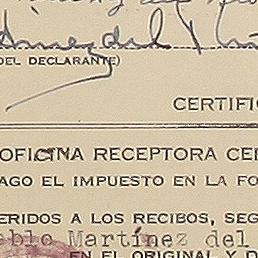 del
DEL DECLARANTE)
CERTIFI
OFICINA RECEPTORA CE
AGO EL IMPUESTO EN LA FO
ERIDOS A LOS RECIBOS, SEG
blo Martínez del
EN EL ORIGINAL Y D